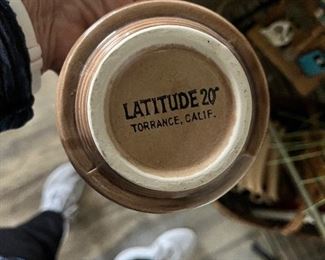 LATITUDE 20°
TORRANCE, CALIF.